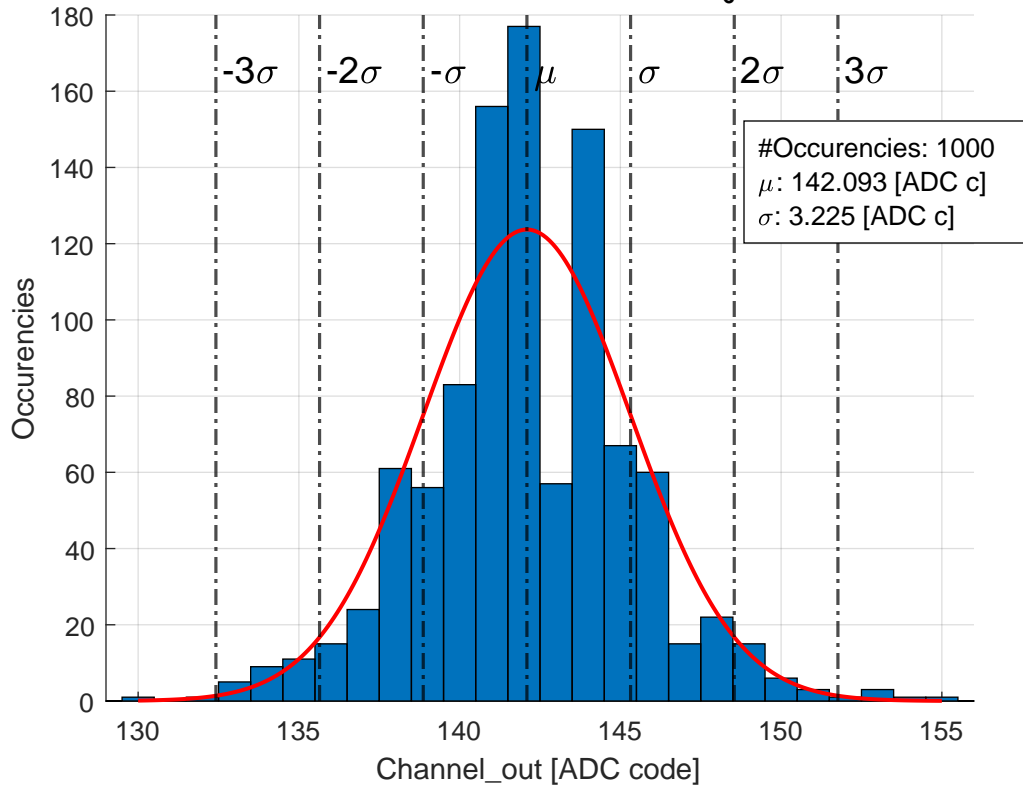 180
160
140
120
100
80
60
40
20
0
Occurencies
-3σ -2σ -σ μ σ 2σ 3σ
#Occurencies: 1000
μ: 142.093 [ADC c]
σ: 3.225 [ADC c]
130 135 140 145 150 155
Channel_out [ADC code]